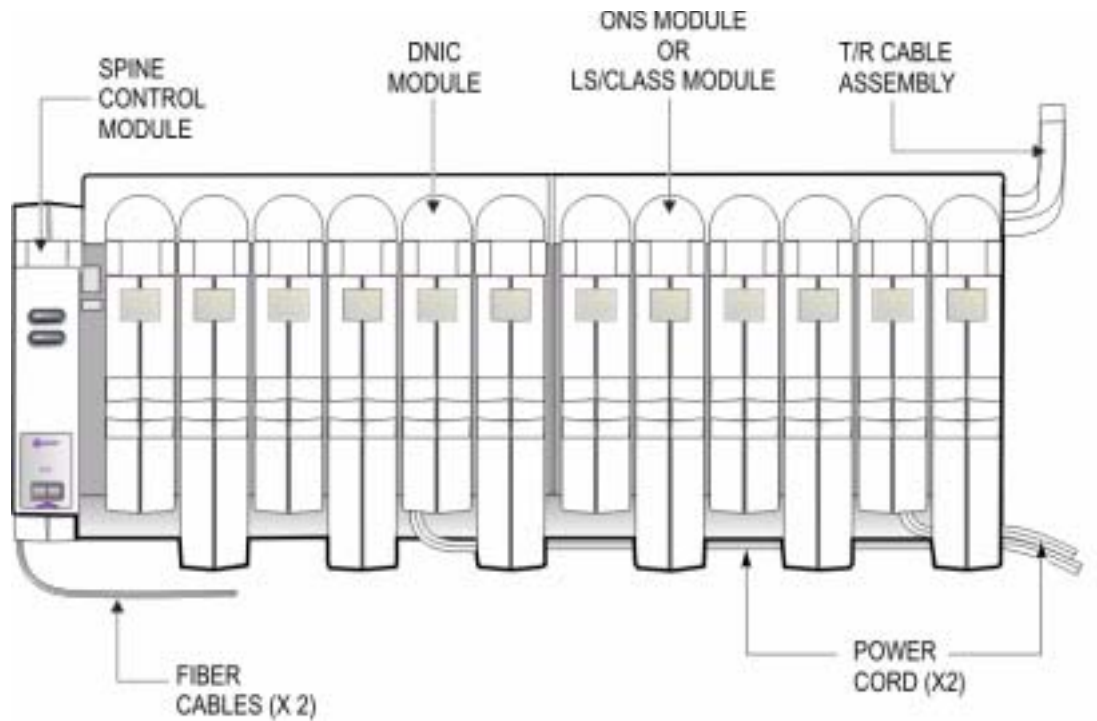 SPINE
CONTROL
MODULE
DNIC
MODULE
ONS MODULE
OR
LS/CLASS MODULE
T/R CABLE
ASSEMBLY
FIBER
CABLES (X 2)
POWER
CORD (X2)